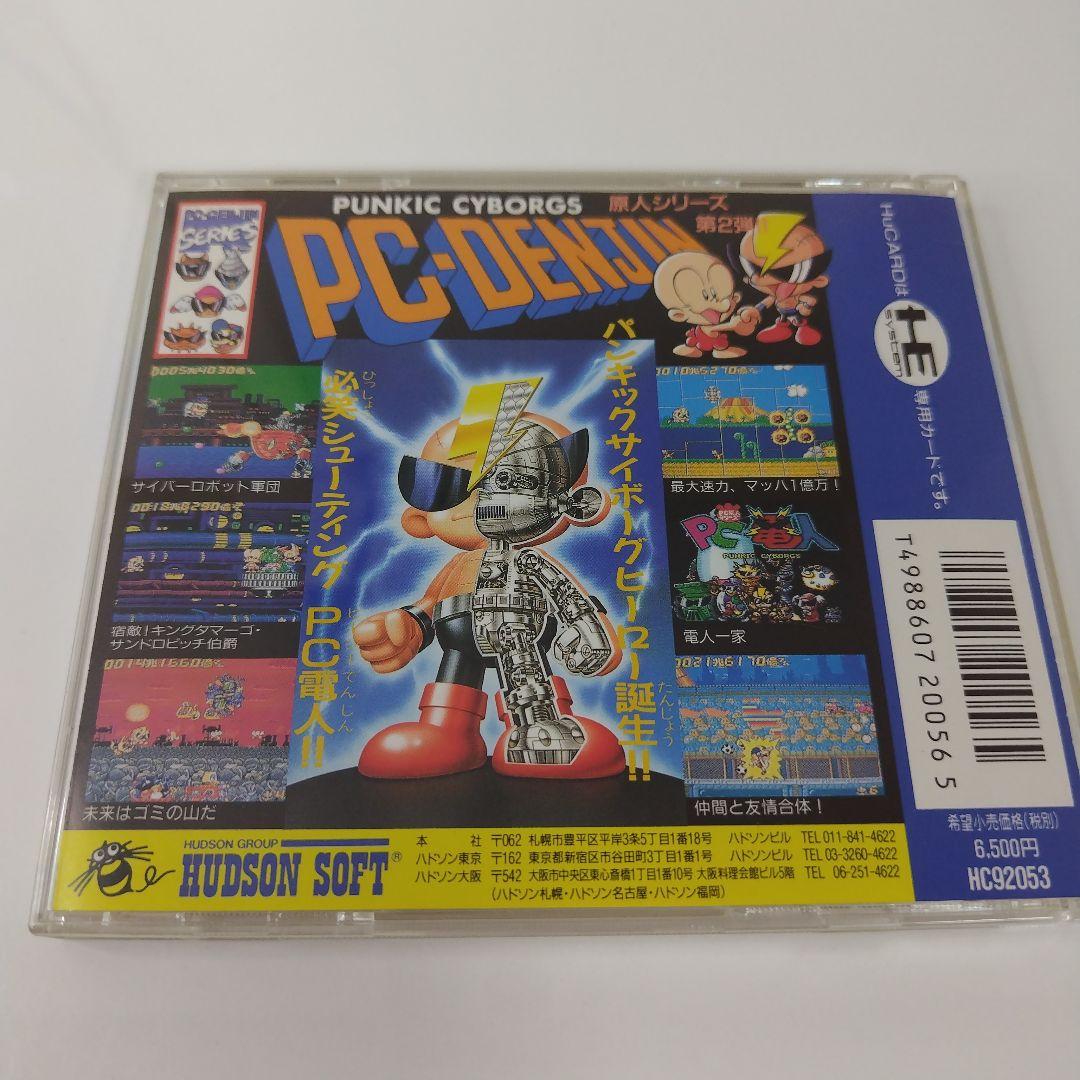 PUNKIC CYBORGS
原人シリーズ
第2弾!!
PC-DENJIN
PC-GENJIN
SERIES
パンキックサイボーグヒーロー誕生!!
たんじょう
必笑シューティング PC電人!!
ひっしょう
でんじん
サイバーロボット軍団
宿敵!キングタマーゴ・
サンドロビッチ伯爵
未来はゴミの山だ
最大速力、マッハ1億万!
PC電人
PUNKIC CYBORGS
電人一家
仲間と友情合体!
HUDSON GROUP
HUDSON SOFT®
本 社 〒062 札幌市豊平区平岸3条5丁目1番18号 ハドソンビル TEL 011-841-4622
ハドソン東京 〒162 東京都新宿区市谷田町3丁目1番1号 ハドソンビル TEL 03-3260-4622
ハドソン大阪 〒542 大阪市中央区東心斎橋1丁目1番10号 大阪料理会館ビル5階 TEL 06-251-4622
(ハドソン札幌・ハドソン名古屋・ハドソン福岡)
HuCARDは
HE
system
専用カードです。
T4988607 20056 5
希望小売価格(税別)
6,500円
HC92053